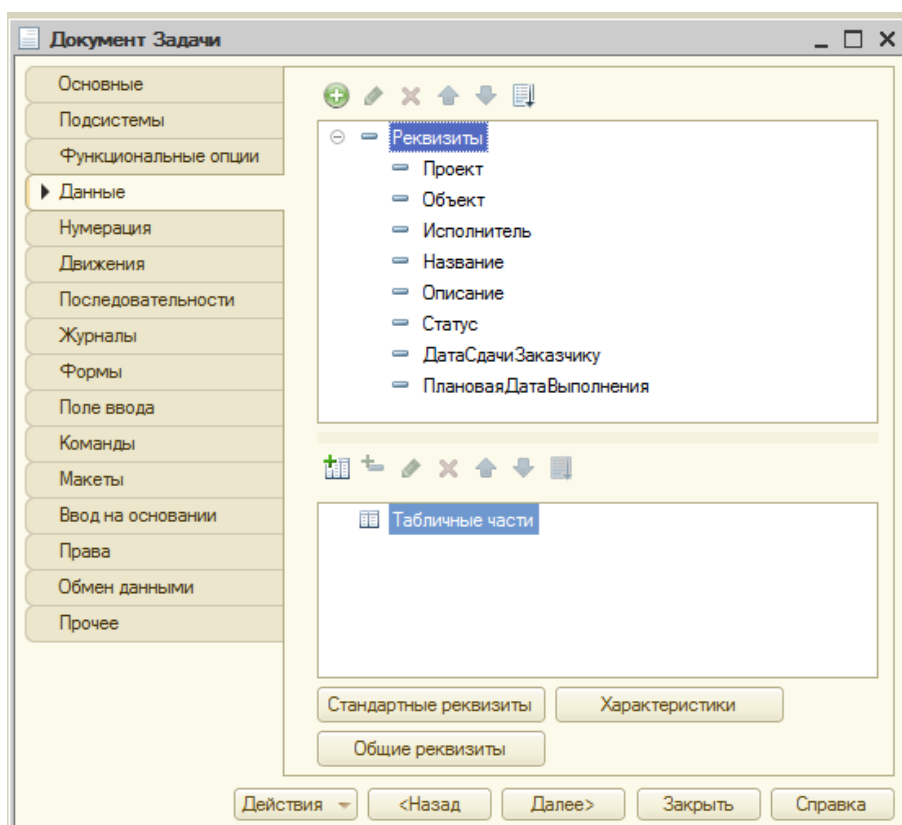 Документ Задачи
Основные
Подсистемы
Функциональные опции
Данные
Нумерация
Движения
Последовательности
Журналы
Формы
Поле ввода
Команды
Макеты
Ввод на основании
Права
Обмен данными
Прочее
Реквизиты
Проект
Объект
Исполнитель
Название
Описание
Статус
ДатаСдачиЗаказчику
ПлановаяДатаВыполнения
Табличные части
Стандартные реквизиты Характеристики
Общие реквизиты
Действия <Назад Далее> Закрыть Справка